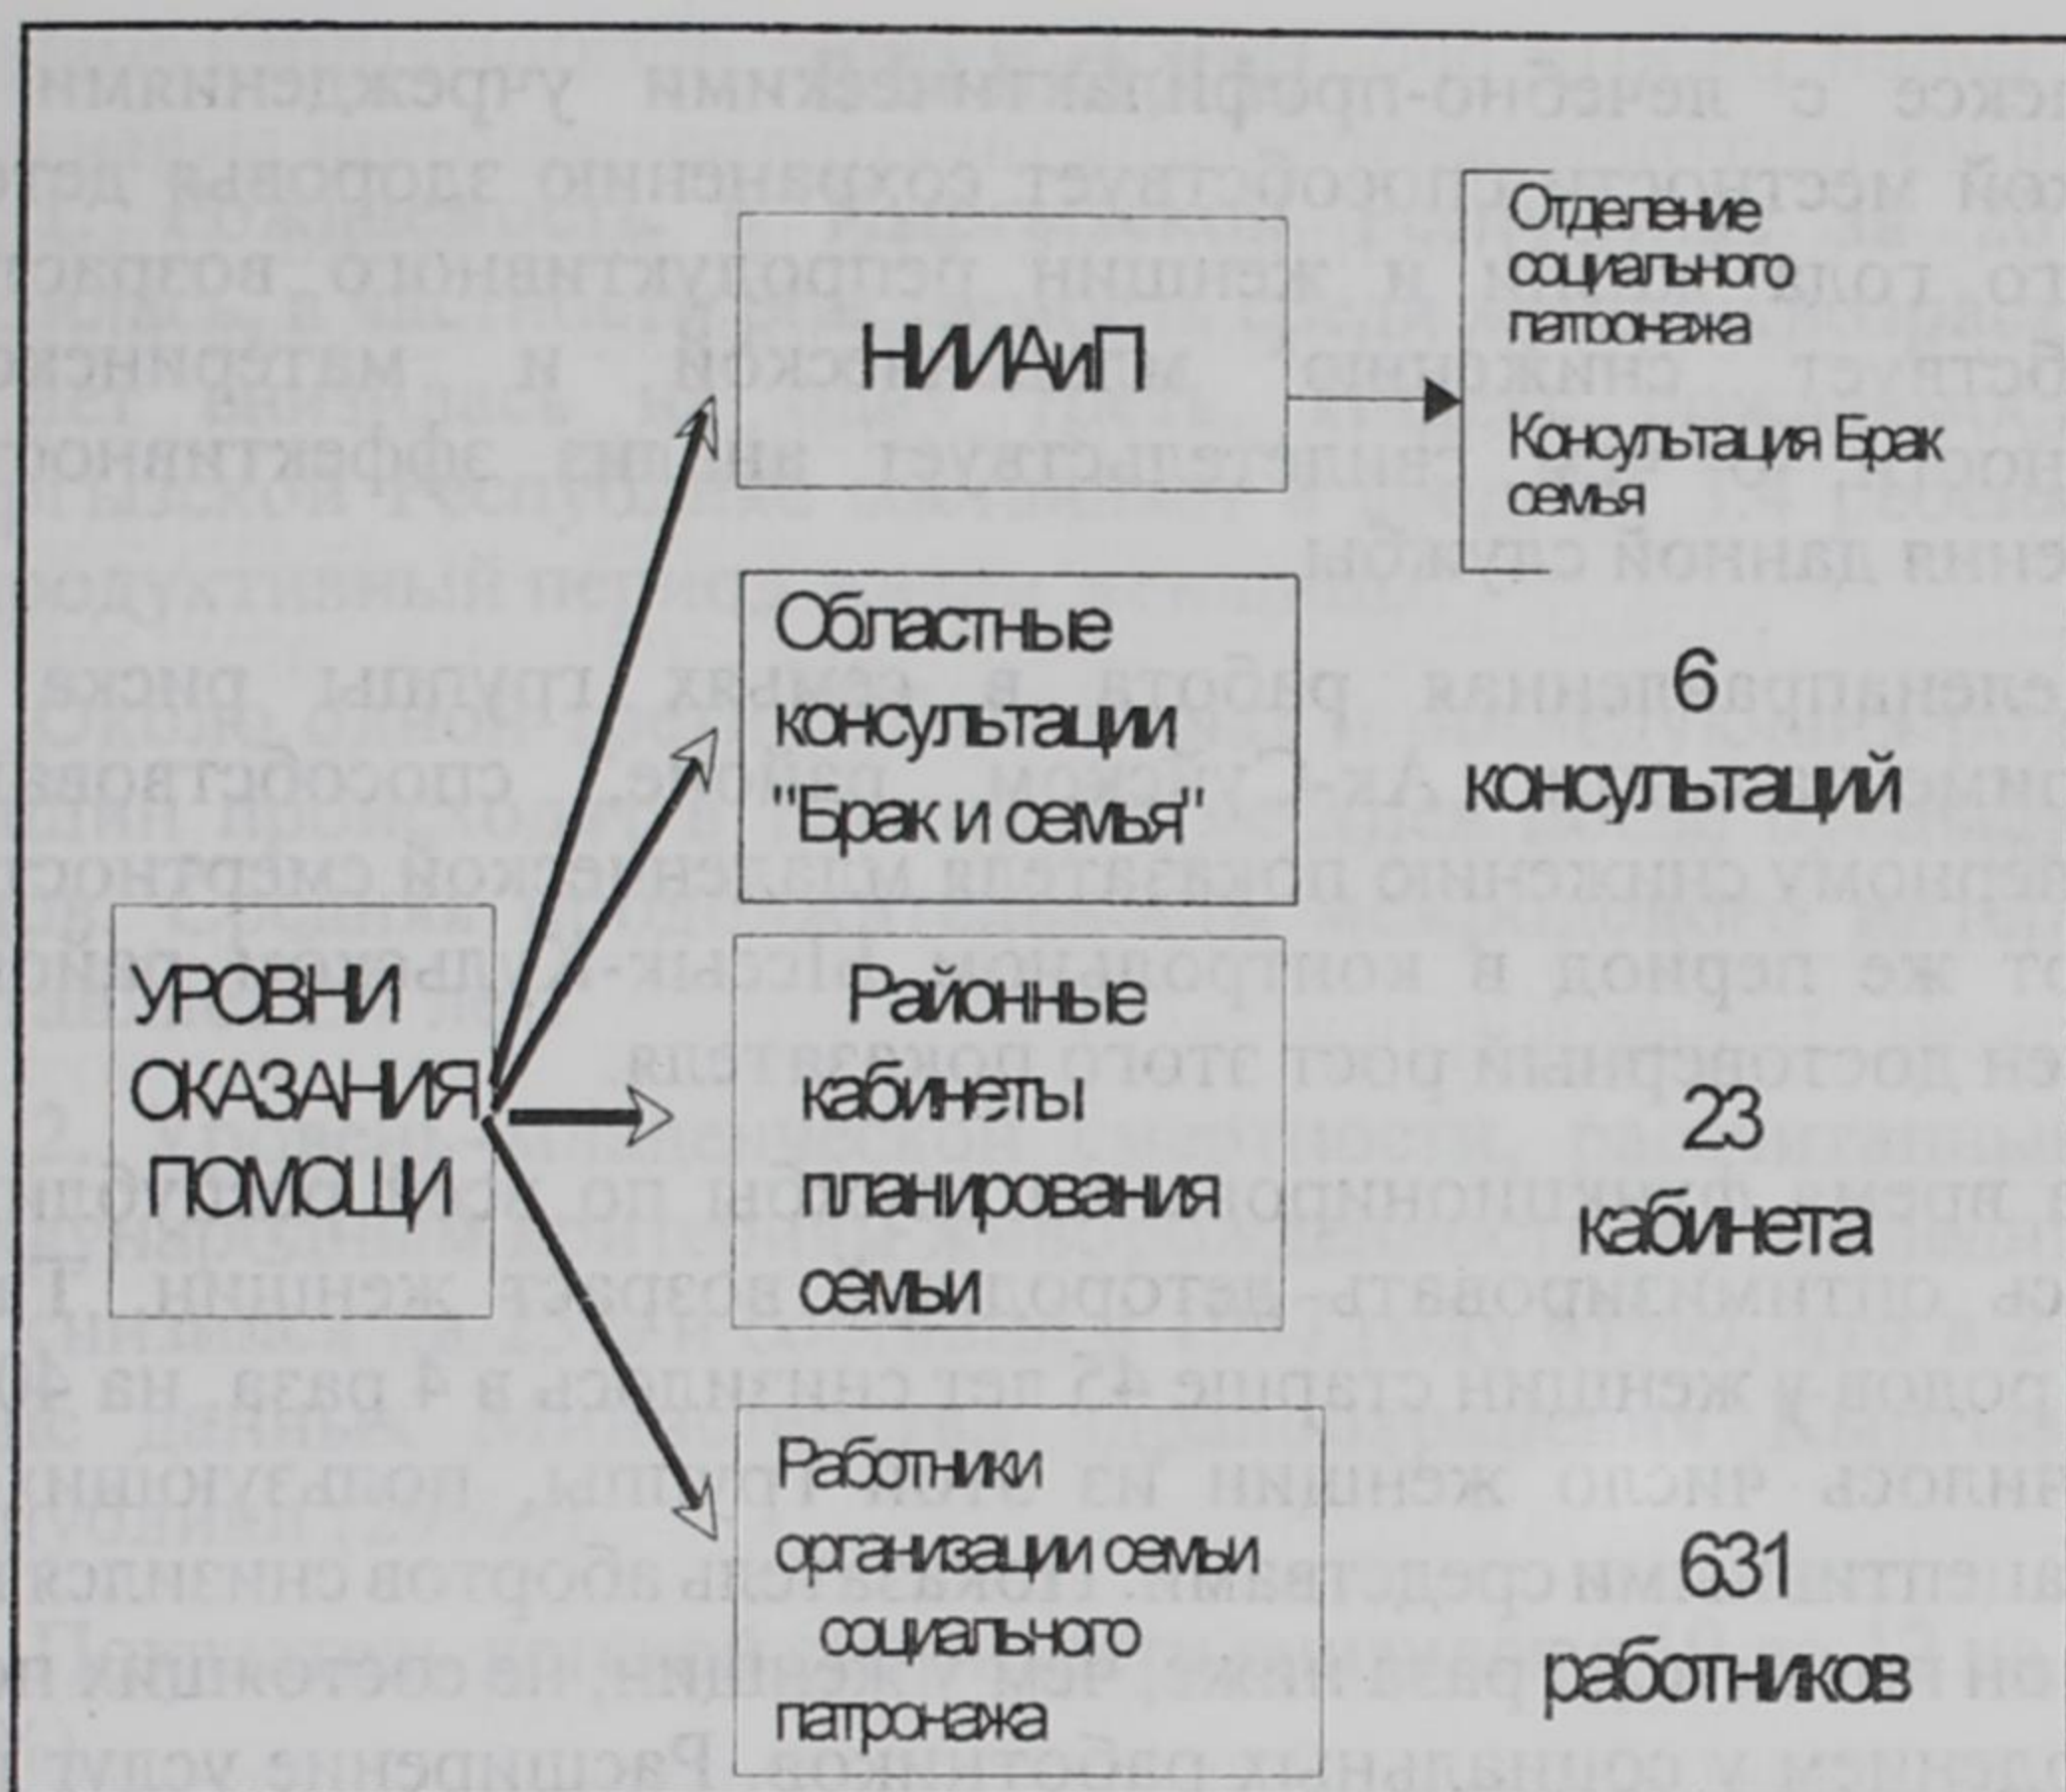 УРОВНИ
ОКАЗАНИЯ
ПОМОЩИ
НИИАиП
Отделение
социального
патронажа
Консультация Брак
семья
Областные
консультации
"Брак и семья"
6
консультаций
Районные
кабинеты
планирования
семьи
23
кабинета
Работники
организации семьи
социального
патронажа
631
работников